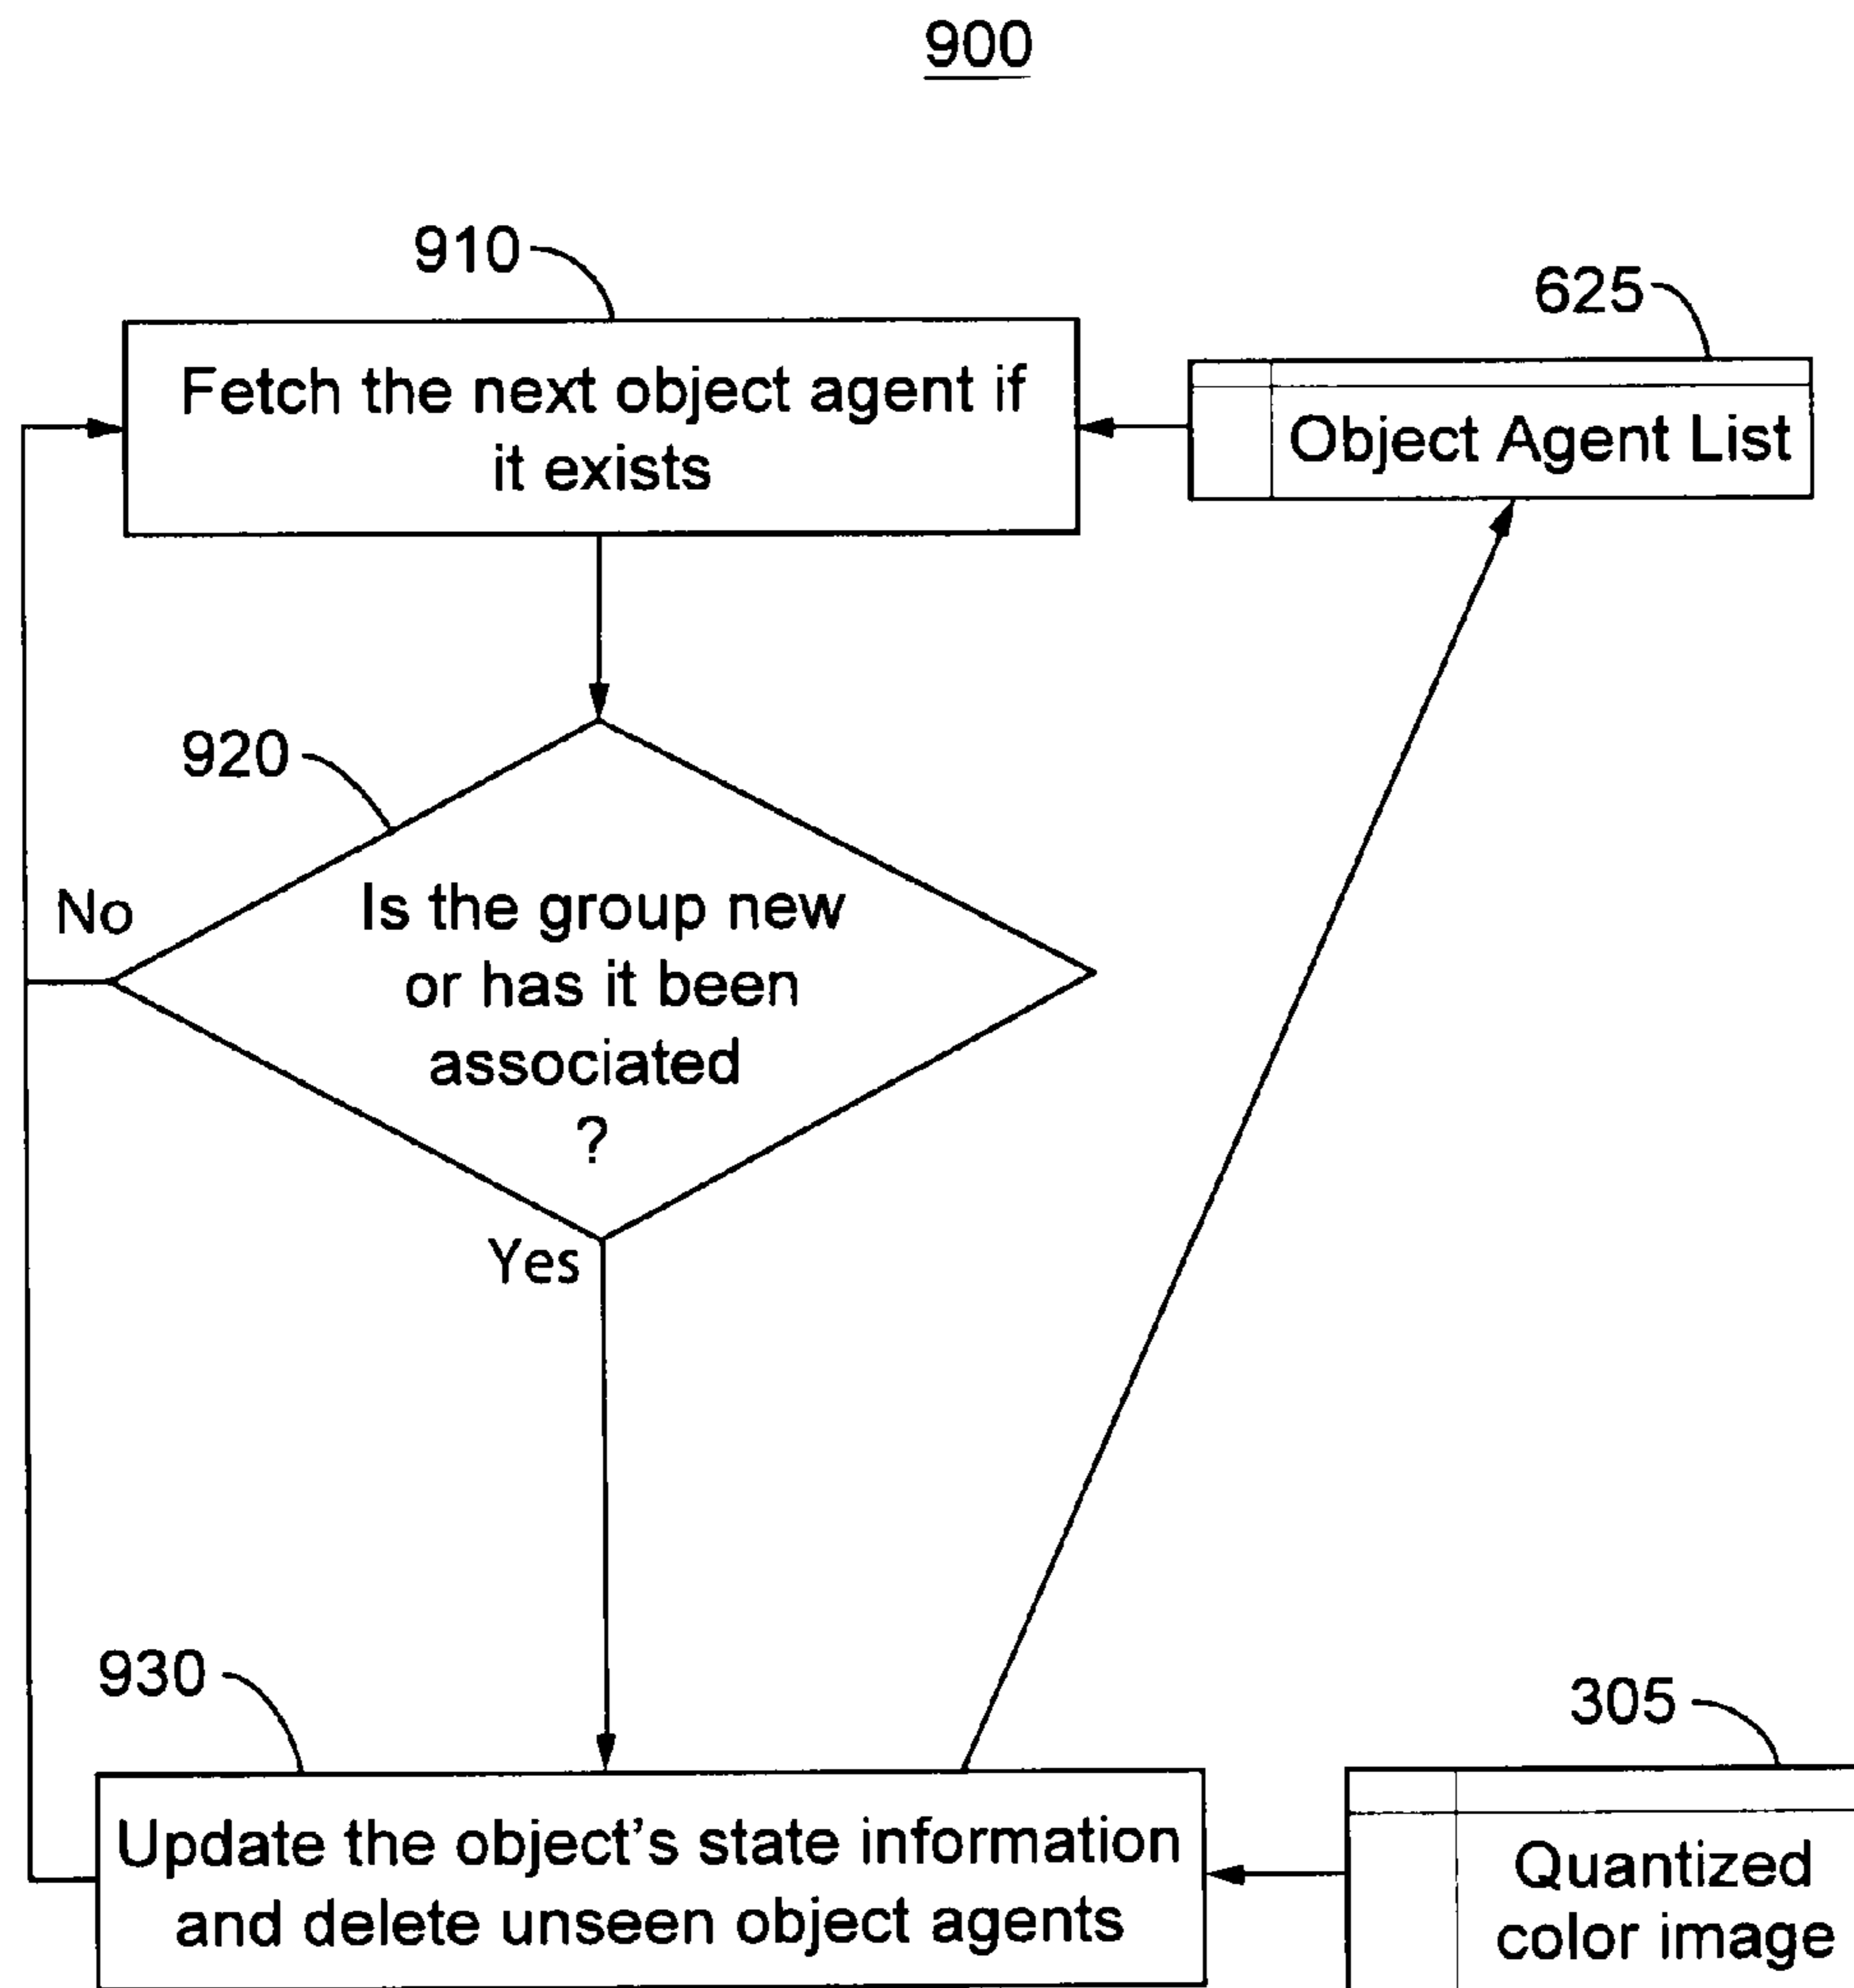 900
910
625
Fetch the next object agent if
it exists
Object Agent List
920
No
Is the group new
or has it been
associated
?
Yes
930
305
Update the object’s state information
and delete unseen object agents
Quantized
color image